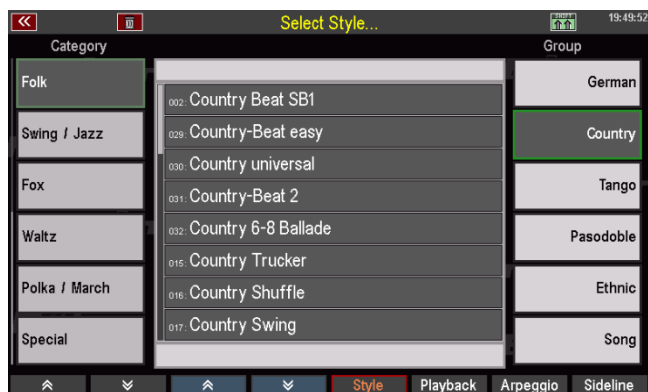 Select Style...
SHIFT
19:49:52
Category
Group
Folk
Swing / Jazz
Fox
Waltz
Polka / March
Special
002: Country Beat SB1
029: Country-Beat easy
030: Country universal
031: Country-Beat 2
032: Country 6-8 Ballade
015: Country Trucker
016: Country Shuffle
017: Country Swing
German
Country
Tango
Pasodoble
Ethnic
Song
Style
Playback
Arpeggio
Sideline